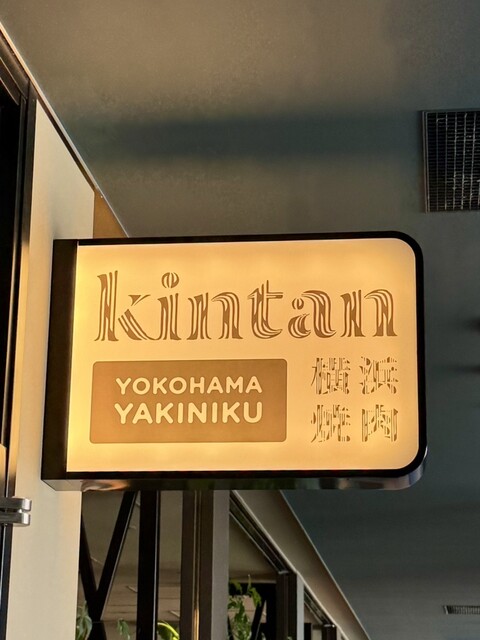 kintan
YOKOHAMA
YAKINIKU
横浜
焼肉